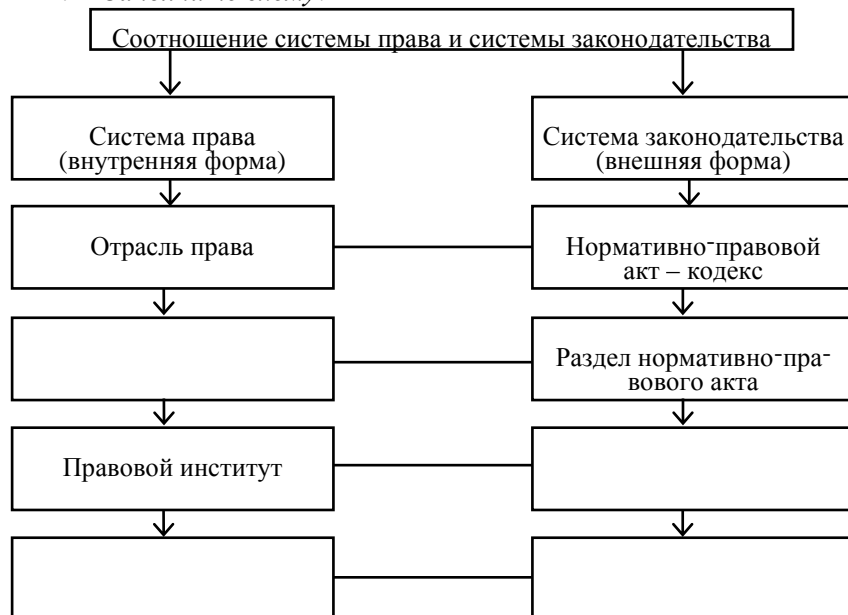 Соотношение системы права и системы законодательства
Система права
(внутренняя форма)
Система законодательства
(внешняя форма)
Отрасль права
Нормативно-правовой
акт – кодекс
Раздел нормативно-пра-
вового акта
Правовой институт